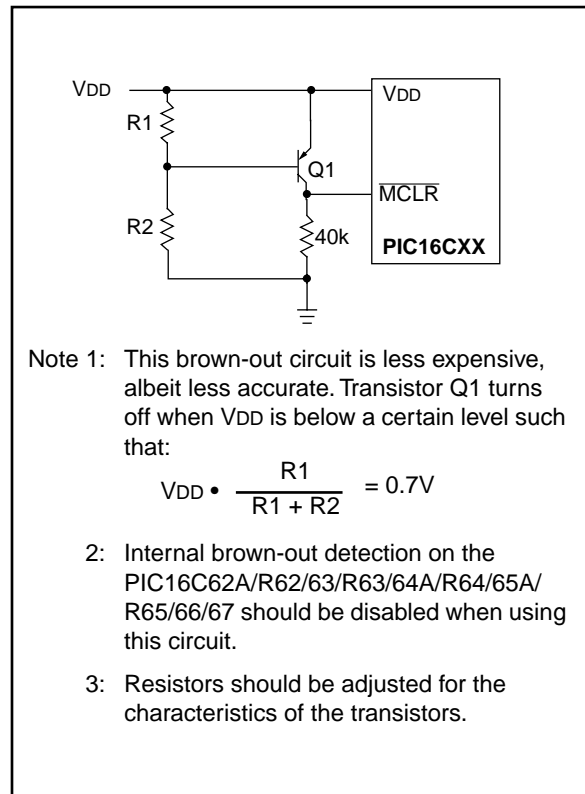 VDD
VDD
R1
Q1
MCLR
R2
40k
PIC16CXX
Note 1: This brown-out circuit is less expensive,
albeit less accurate. Transistor Q1 turns
off when VDD is below a certain level such
that:
VDD • R1 / R1 + R2 = 0.7V
2: Internal brown-out detection on the
PIC16C62A/R62/63/R63/64A/R64/65A/
R65/66/67 should be disabled when using
this circuit.
3: Resistors should be adjusted for the
characteristics of the transistors.